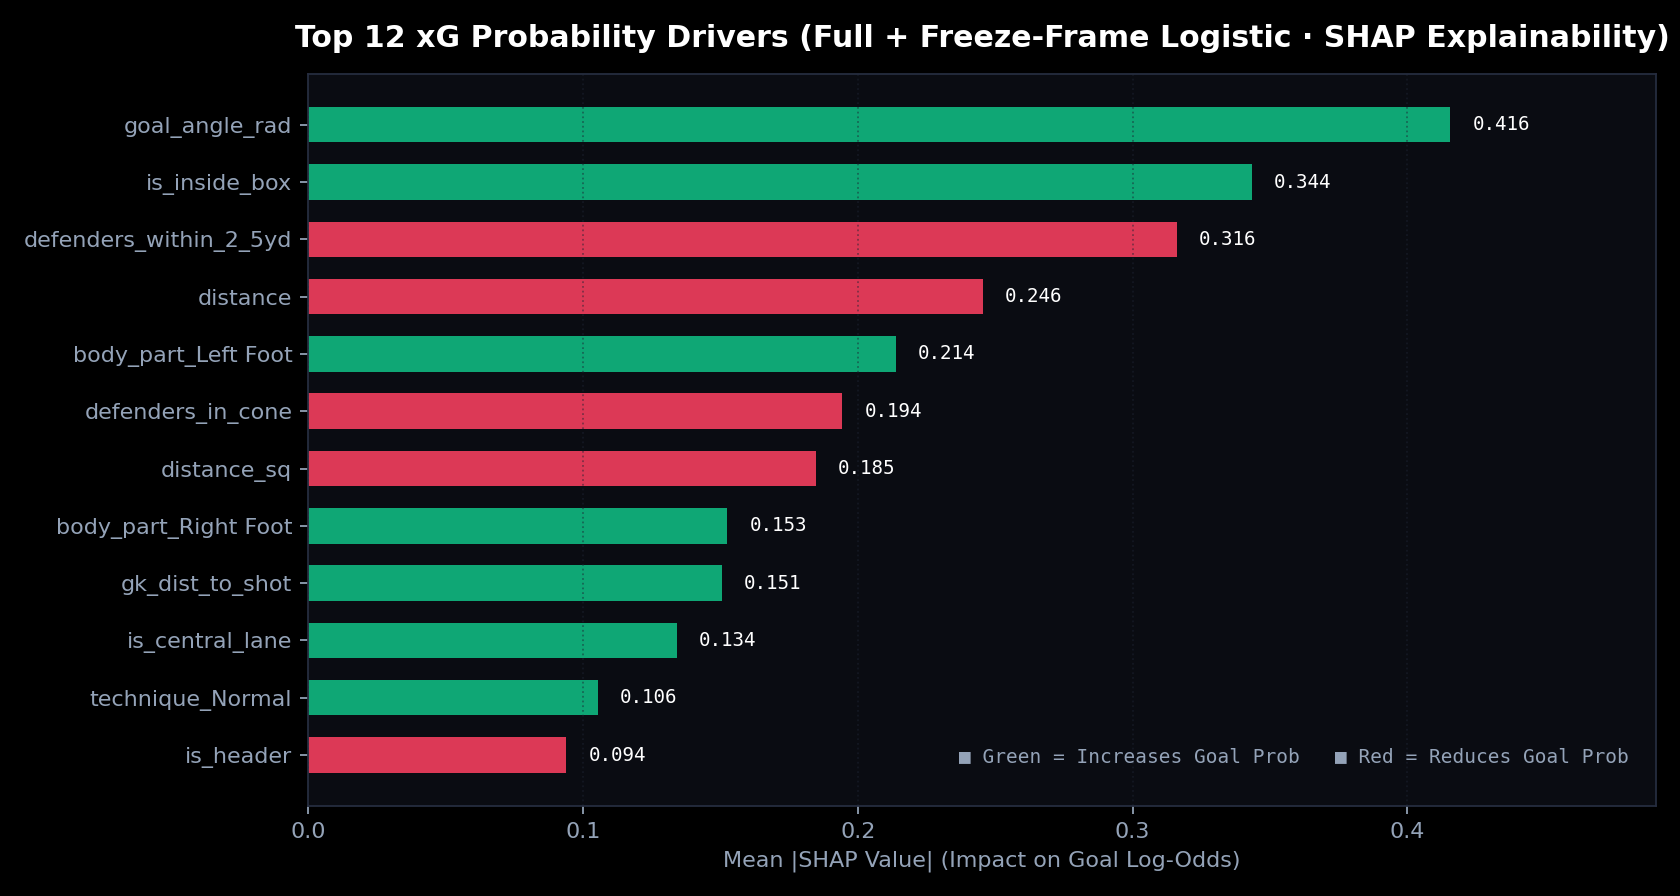 Top 12 xG Probability Drivers (Full + Freeze-Frame Logistic · SHAP Explainability)
goal_angle_rad 0.416
is_inside_box 0.344
defenders_within_2_5yd 0.316
distance 0.246
body_part_Left Foot 0.214
defenders_in_cone 0.194
distance_sq 0.185
body_part_Right Foot 0.153
gk_dist_to_shot 0.151
is_central_lane 0.134
technique_Normal 0.106
is_header 0.094
■ Green = Increases Goal Prob ■ Red = Reduces Goal Prob
0.0 0.1 0.2 0.3 0.4
Mean |SHAP Value| (Impact on Goal Log-Odds)